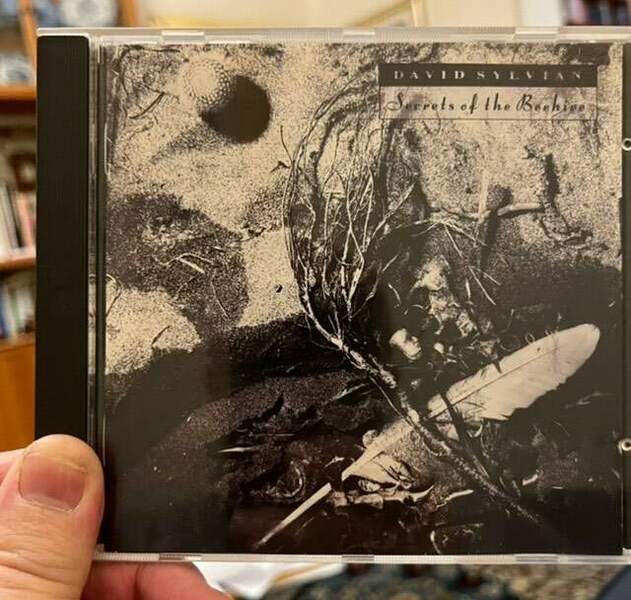 DAVID SYLVIAN
Secrets of the Beehive